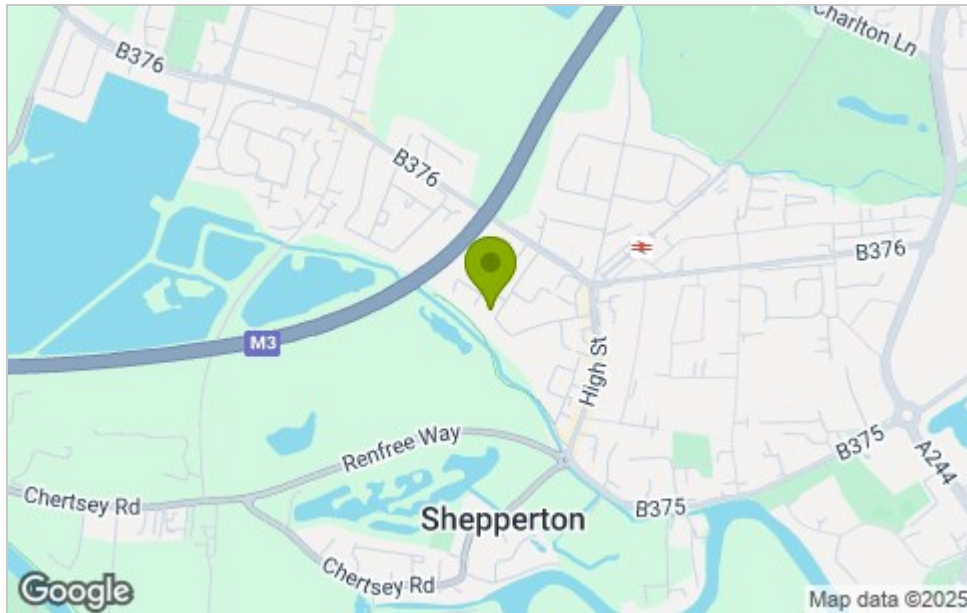 Charlton Ln
B376
B376
B376
M3
High St
Renfree Way
Chertsey Rd
B375
A244
B375
Shepperton
Chertsey Rd
Google
Map data ©2025